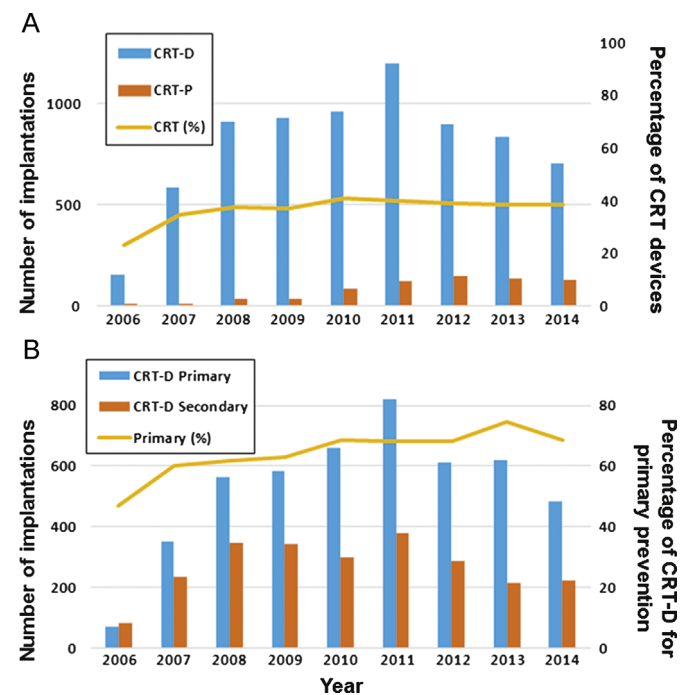 A
CRT-D
CRT-P
CRT (%)
Number of implantations
1000
500
0
100
80
60
40
20
0
Percentage of CRT devices
2006 2007 2008 2009 2010 2011 2012 2013 2014
B
CRT-D Primary
CRT-D Secondary
Primary (%)
Number of implantations
800
600
400
200
0
80
60
40
20
0
Percentage of CRT-D for
primary prevention
2006 2007 2008 2009 2010 2011 2012 2013 2014
Year